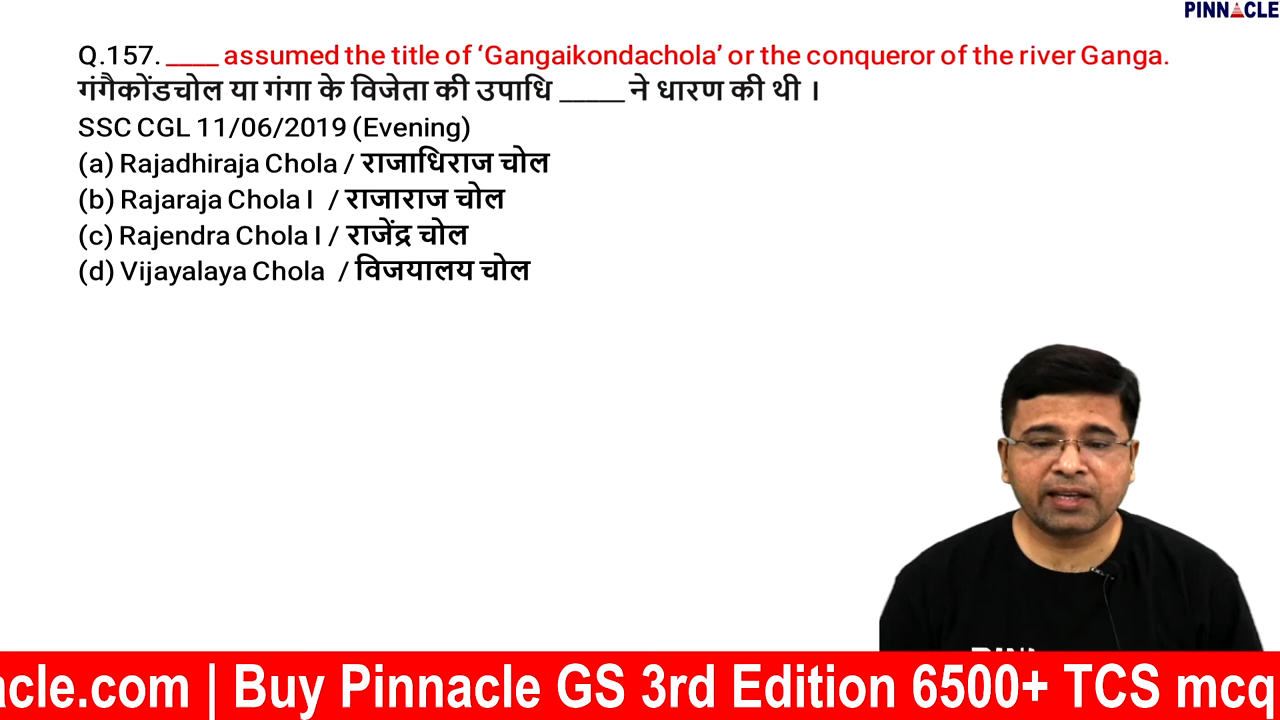 PINNACLE
Q.157. ____ assumed the title of ‘Gangaikondachola’ or the conqueror of the river Ganga.
गंगैकोंडचोल या गंगा के विजेता की उपाधि _____ ने धारण की थी ।
SSC CGL 11/06/2019 (Evening)
(a) Rajadhiraja Chola / राजाधिराज चोल
(b) Rajaraja Chola I / राजाराज चोल
(c) Rajendra Chola I / राजेंद्र चोल
(d) Vijayalaya Chola / विजयालय चोल
acle.com | Buy Pinnacle GS 3rd Edition 6500+ TCS mcq